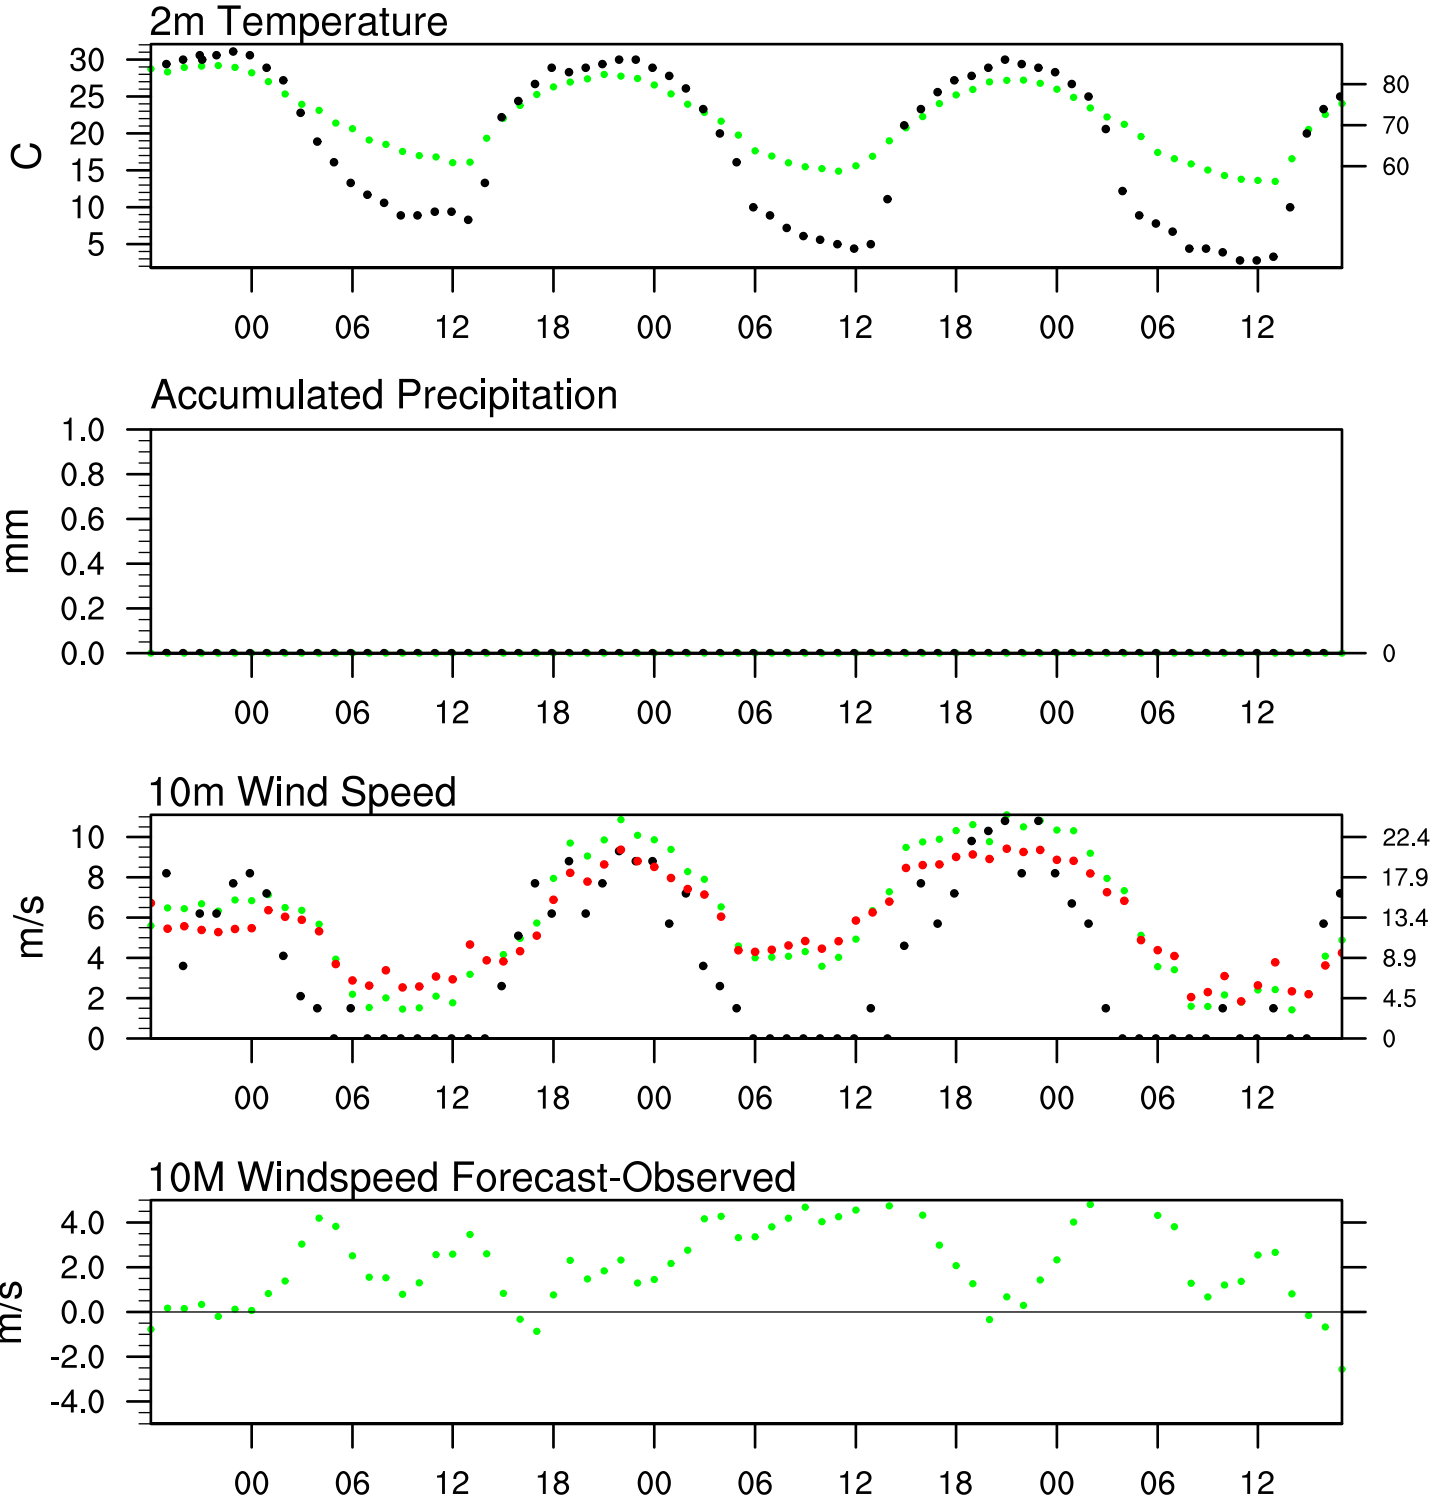 2m Temperature
30
25
20
15
10
5
C
80
70
60
00 06 12 18 00 06 12 18 00 06 12
Accumulated Precipitation
1.0
0.8
0.6
0.4
0.2
0.0
mm
0
00 06 12 18 00 06 12 18 00 06 12
10m Wind Speed
10
8
6
4
2
0
m/s
22.4
17.9
13.4
8.9
4.5
0
00 06 12 18 00 06 12 18 00 06 12
10M Windspeed Forecast-Observed
4.0
2.0
0.0
-2.0
-4.0
m/s
00 06 12 18 00 06 12 18 00 06 12